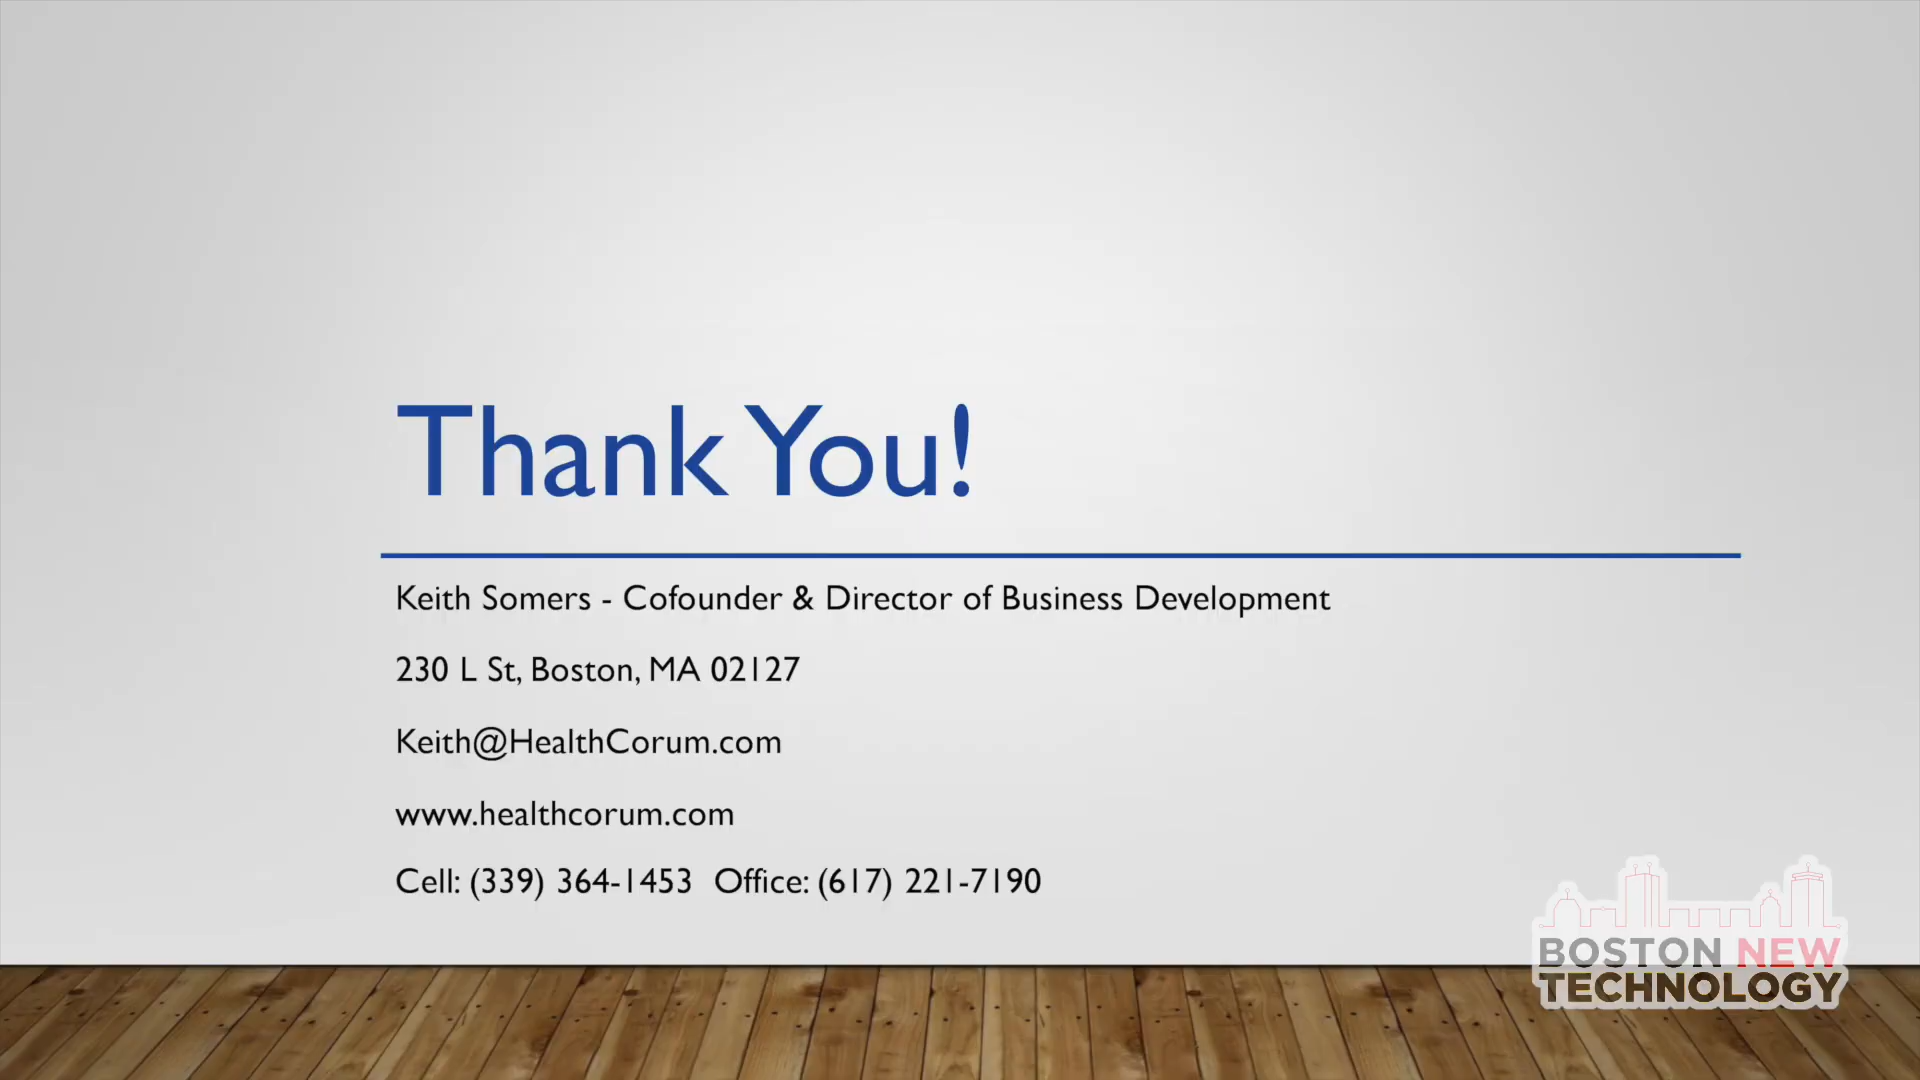 Thank You!
Keith Somers - Cofounder & Director of Business Development
230 L St, Boston, MA 02127
Keith@HealthCorum.com
www.healthcorum.com
Cell: (339) 364-1453 Office: (617) 221-7190
BOSTON NEW
TECHNOLOGY